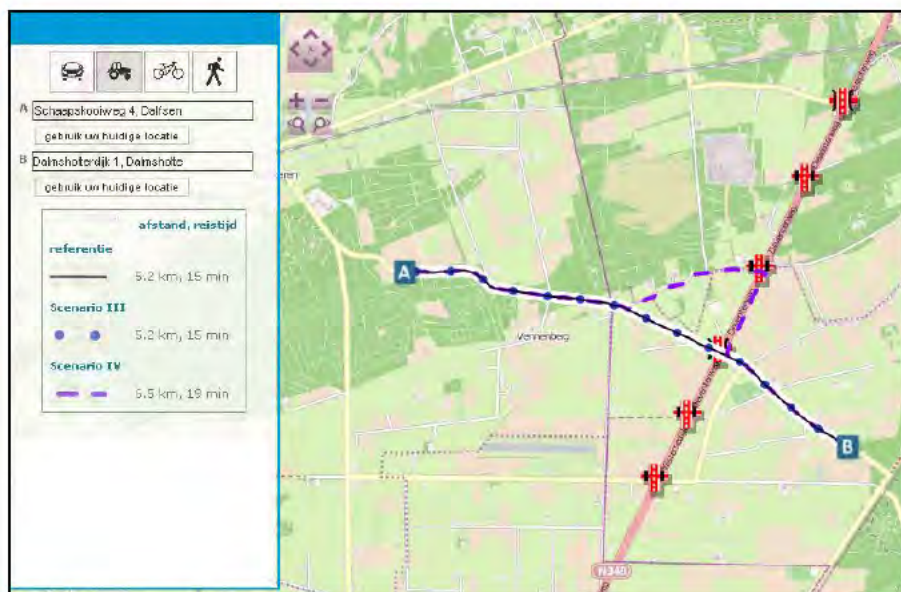 A Schaapskooiweg 4, Dalfsen
gebruik uw huidige locatie
B Dalmsholterdijk 1, Dalmsholte
gebruik uw huidige locatie
afstand, reistijd
referentie
5.2 km, 15 min
Scenario III
5.2 km, 15 min
Scenario IV
6.5 km, 19 min
A
Vennenberg
B
N348